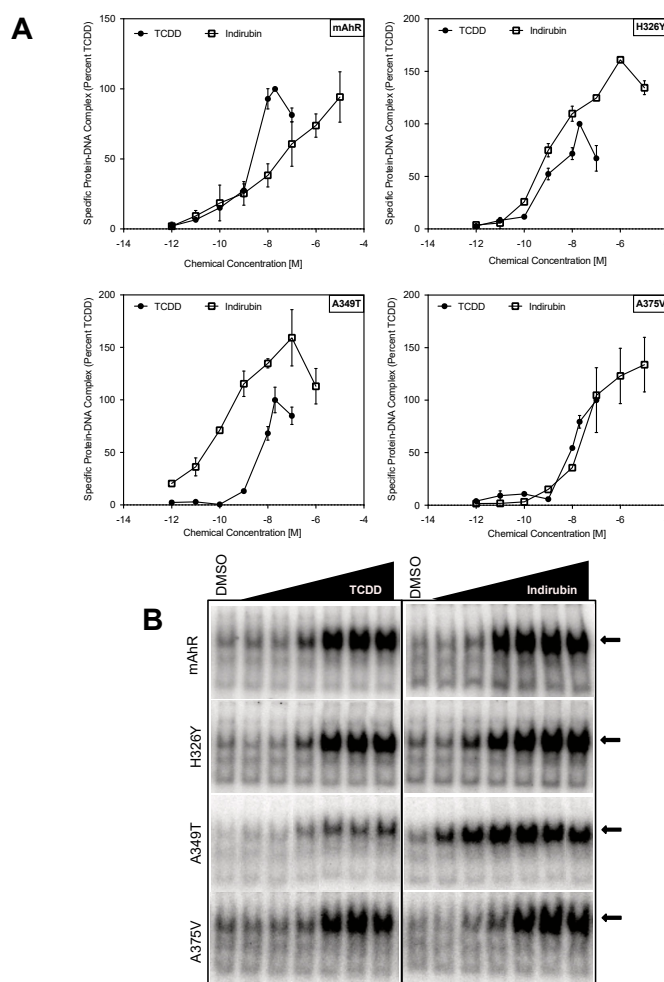 A
TCDD Indirubin mAhR
Specific Protein-DNA Complex (Percent TCDD)
150
100
50
0
-14 -12 -10 -8 -6 -4
Chemical Concentration [M]
TCDD Indirubin H326Y
Specific Protein-DNA Complex (Percent TCDD)
200
150
100
50
0
-14 -12 -10 -8 -6
Chemical Concentration [M]
TCDD Indirubin A349T
Specific Protein-DNA Complex (Percent TCDD)
200
150
100
50
0
-14 -12 -10 -8 -6 -4
Chemical Concentration [M]
TCDD Indirubin A375V
Specific Protein-DNA Complex (Percent TCDD)
200
150
100
50
0
-14 -12 -10 -8 -6
Chemical Concentration [M]
B
DMSO TCDD DMSO Indirubin
mAhR
H326Y
A349T
A375V